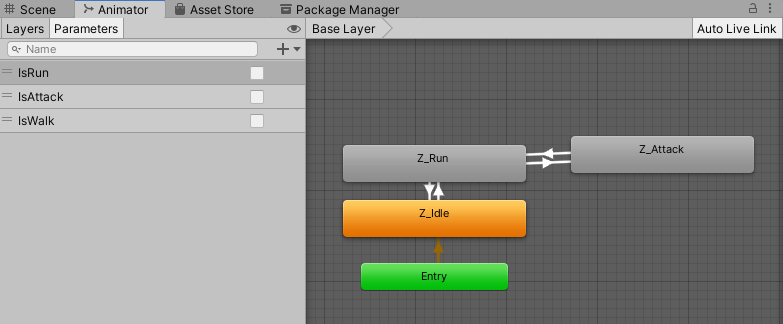 Scene Animator Asset Store Package Manager
Layers Parameters Base Layer Auto Live Link
Name
IsRun
IsAttack
IsWalk
Z_Attack
Z_Run
Z_Idle
Entry